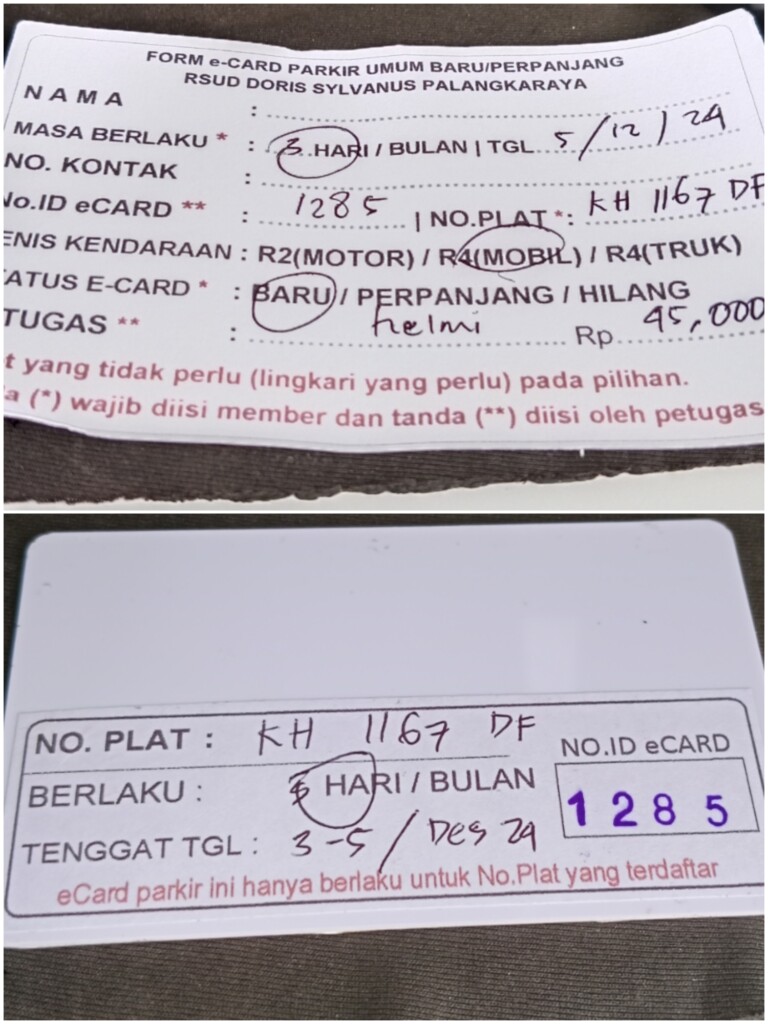 FORM e-CARD PARKIR UMUM BARU/PERPANJANG
RSUD DORIS SYLVANUS PALANGKARAYA
NAMA :
MASA BERLAKU * : 3 HARI / BULAN | TGL 5/12/24
NO. KONTAK :
No.ID eCARD ** : 1285 | NO.PLAT *: KH 1167 DF
ENIS KENDARAAN : R2(MOTOR) / R4(MOBIL) / R4(TRUK)
ATUS E-CARD * : BARU / PERPANJANG / HILANG
TUGAS ** : helmi Rp 45,000
t yang tidak perlu (lingkari yang perlu) pada pilihan.
a (*) wajib diisi member dan tanda (**) diisi oleh petugas
NO. PLAT : KH 1167 DF
NO.ID eCARD
BERLAKU : HARI / BULAN
1285
TENGGAT TGL : 3-5 / Des 24
eCard parkir ini hanya berlaku untuk No.Plat yang terdaftar